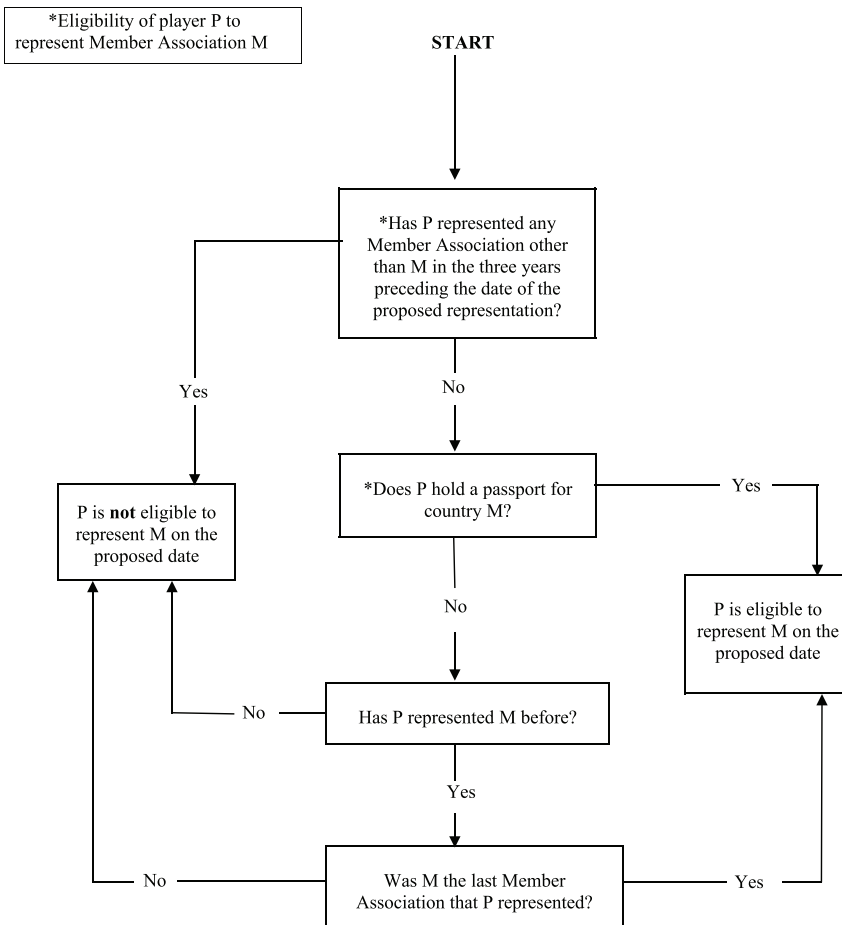 *Eligibility of player P to
represent Member Association M
START
*Has P represented any
Member Association other
than M in the three years
preceding the date of the
proposed representation?
Yes
No
*Does P hold a passport for
country M?
Yes
P is not eligible to
represent M on the
proposed date
No
P is eligible to
represent M on the
proposed date
Has P represented M before?
No
Yes
Was M the last Member
Association that P represented?
No
Yes